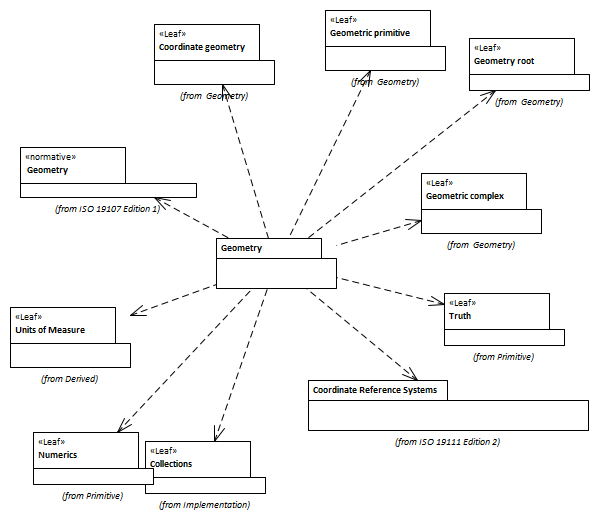 «Leaf»
Coordinate geometry
(from Geometry)
«Leaf»
Geometric primitive
(from Geometry)
«Leaf»
Geometry root
(from Geometry)
«normative»
Geometry
(from ISO 19107 Edition 1)
«Leaf»
Geometric complex
(from Geometry)
Geometry
«Leaf»
Units of Measure
(from Derived)
«Leaf»
Truth
(from Primitive)
Coordinate Reference Systems
(from ISO 19111 Edition 2)
«Leaf»
Numerics
(from Primitive)
«Leaf»
Collections
(from Implementation)